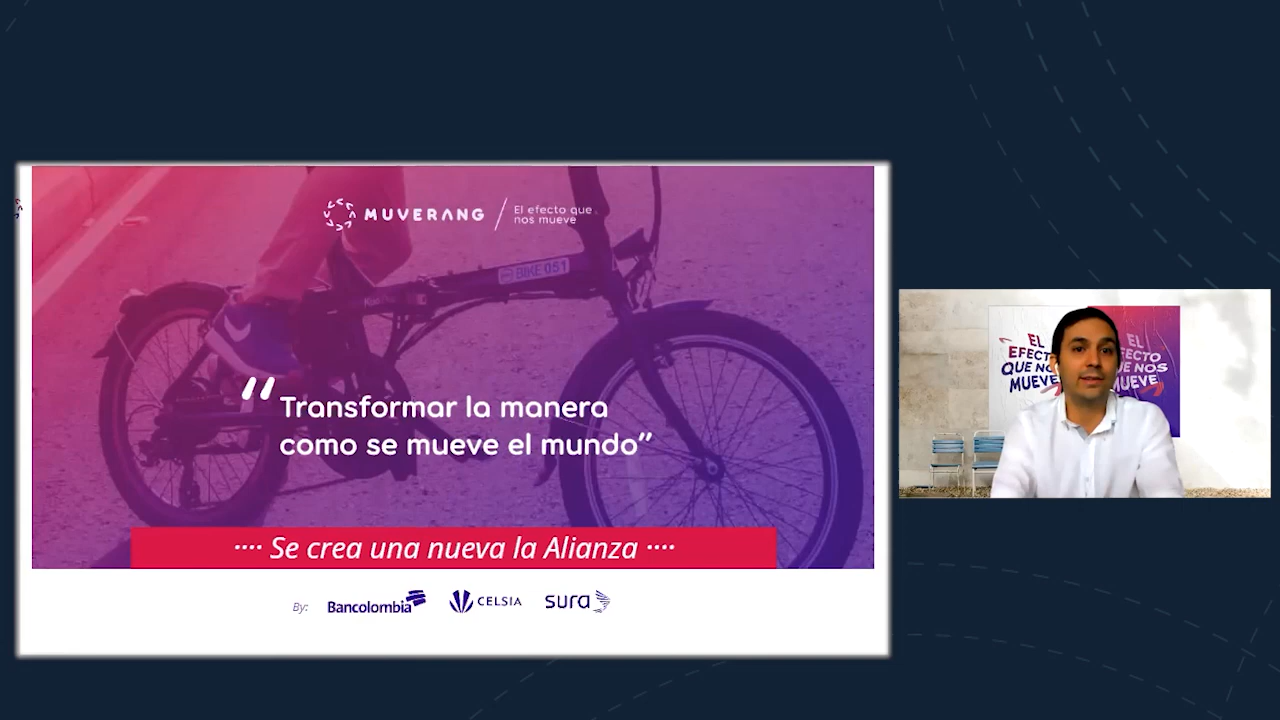 MUVERANG
El efecto que
nos mueve
BIKE 051
“Transformar la manera
como se mueve el mundo”
···· Se crea una nueva la Alianza ····
By: Bancolombia CELSIA sura
EL
EFECTO
QUE NOS
MUEVE
EL
EFECTO
QUE NOS
MUEVE